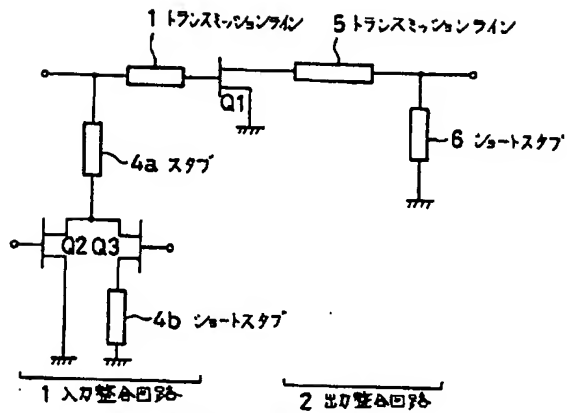 1 トランスミッションライン
5 トランスミッションライン
Q1
4a スタブ
6 ショートスタブ
Q2 Q3
4b ショートスタブ
1 入力整合回路
2 出力整合回路